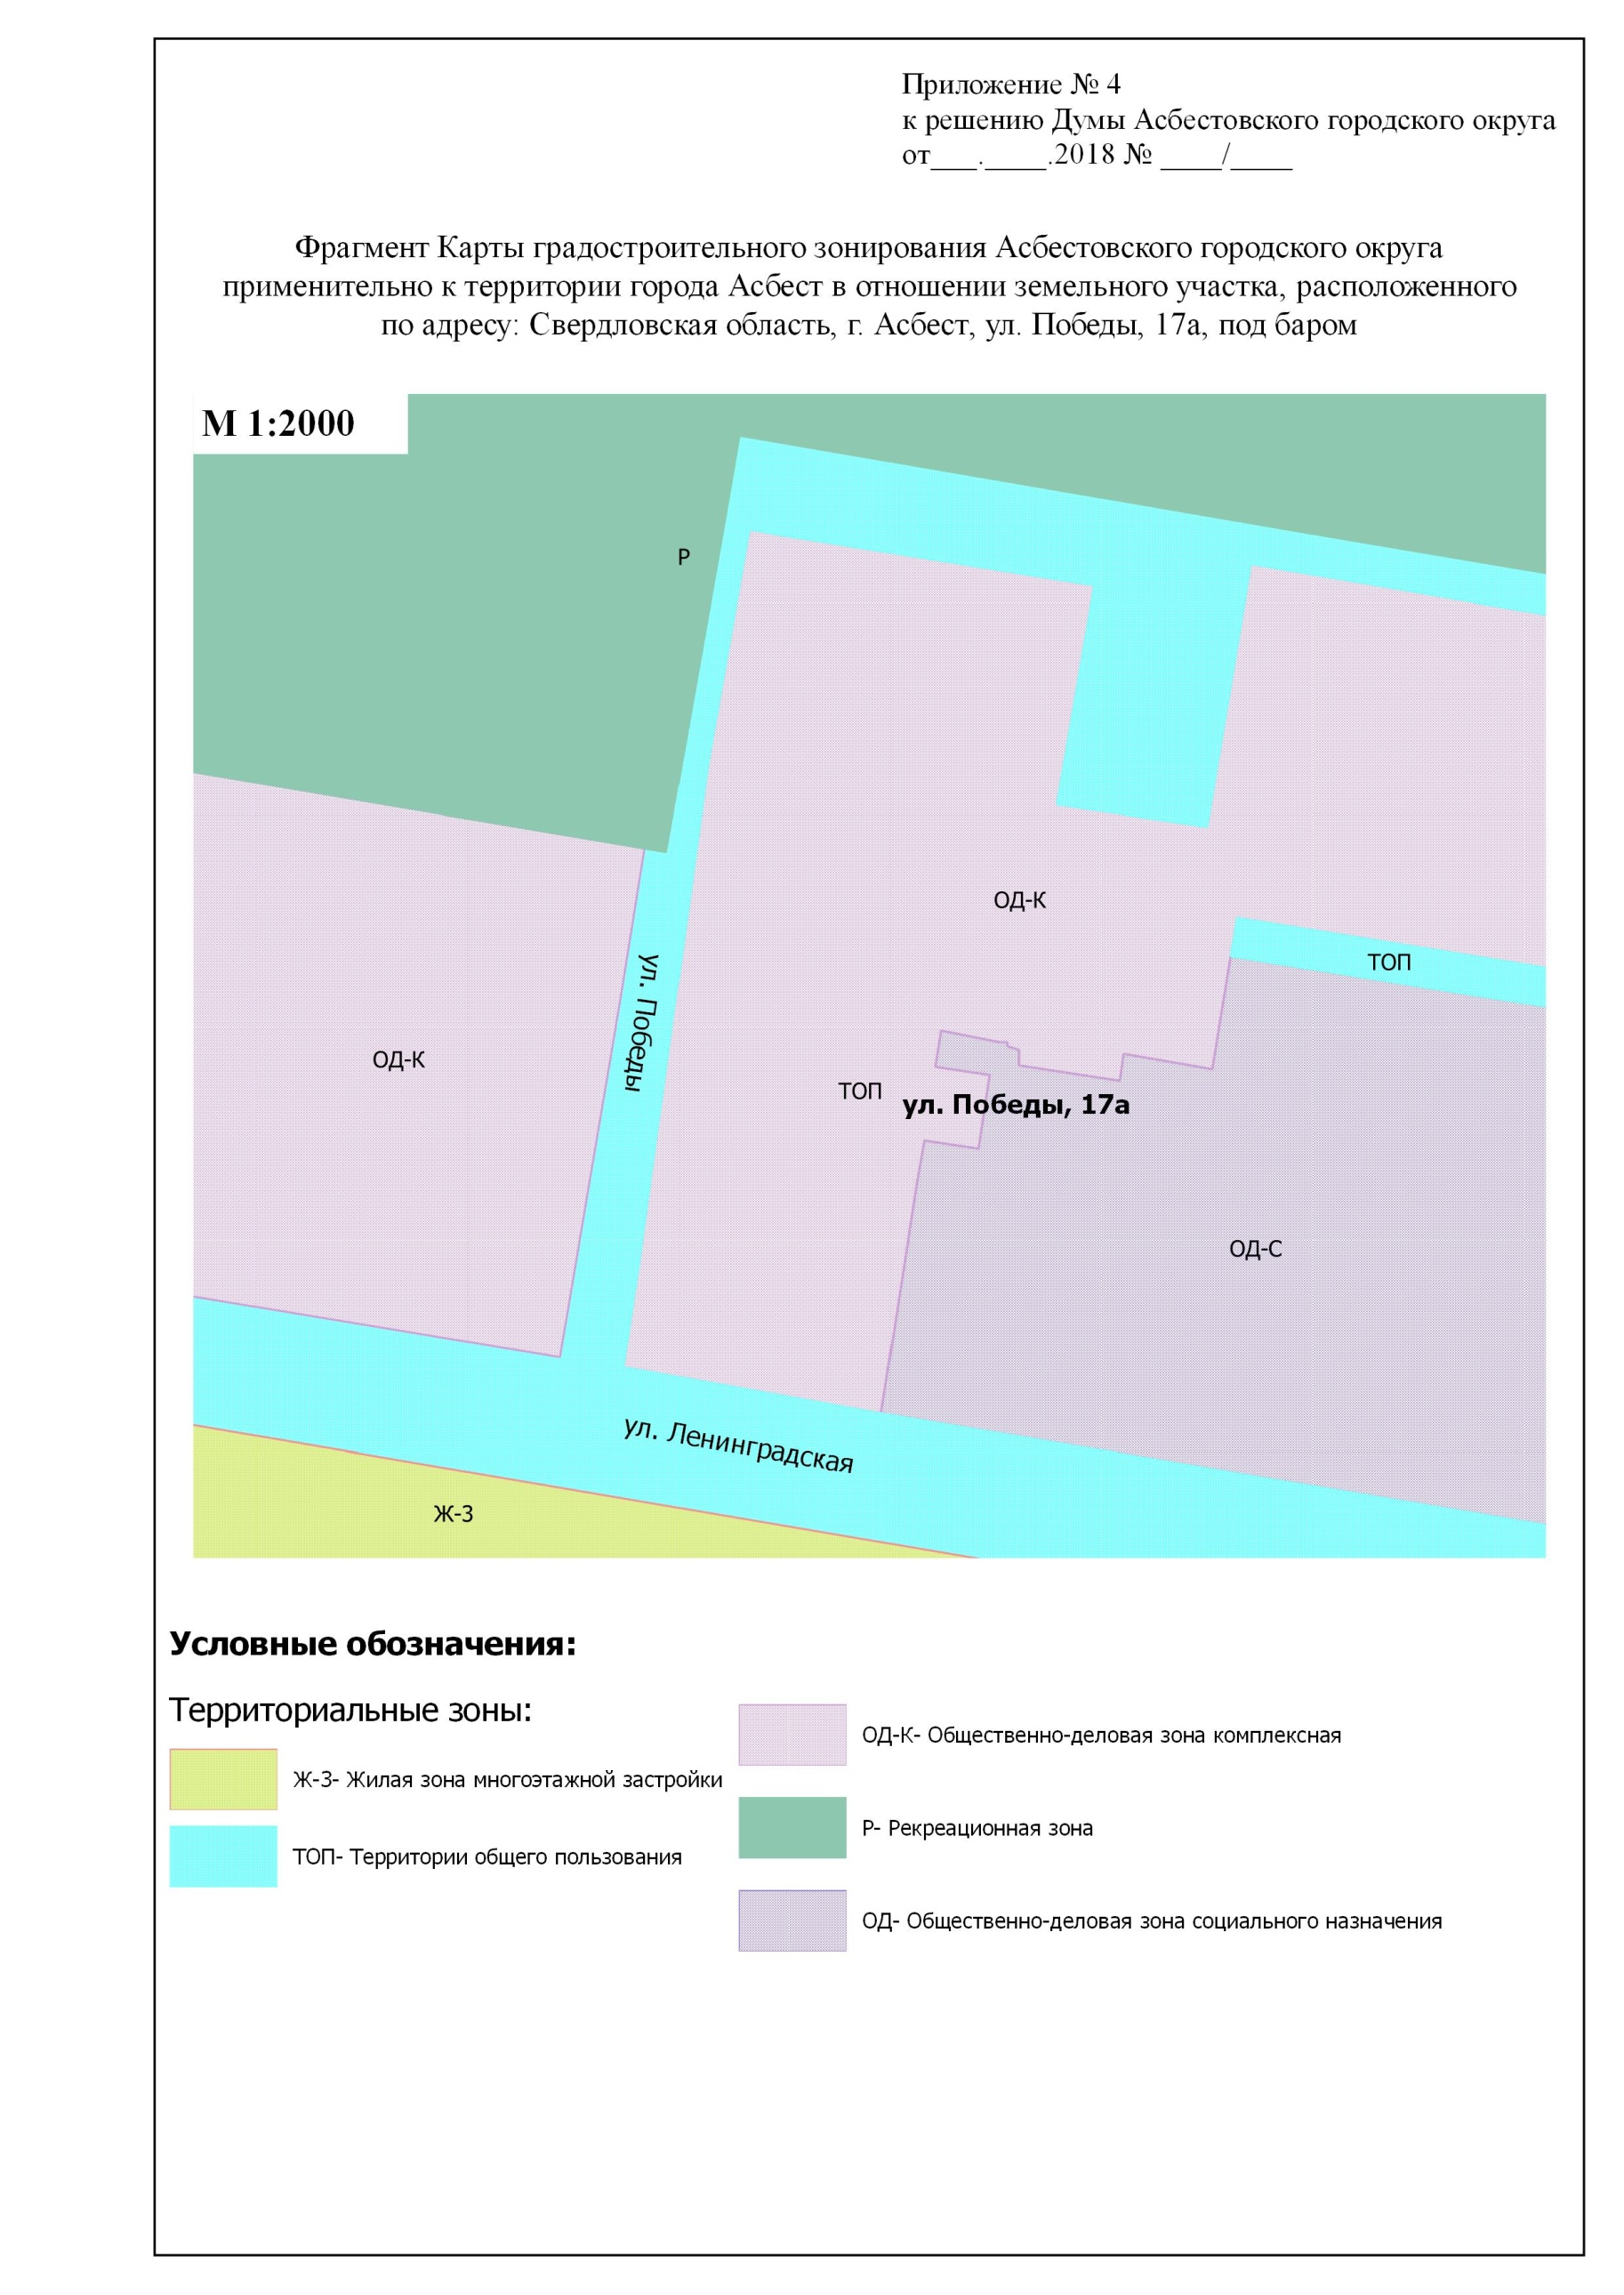 Приложение № 4
к решению Думы Асбестовского городского округа
от___.____.2018 № ____/____
Фрагмент Карты градостроительного зонирования Асбестовского городского округа
применительно к территории города Асбест в отношении земельного участка, расположенного
по адресу: Свердловская область, г. Асбест, ул. Победы, 17а, под баром
М 1:2000
Р
ОД-К
ТОП
ул. Победы
ОД-К
ТОП
ул. Победы, 17а
ОД-С
ул. Ленинградская
Ж-3
Условные обозначения:
Территориальные зоны:
Ж-3- Жилая зона многоэтажной застройки
ТОП- Территории общего пользования
ОД-К- Общественно-деловая зона комплексная
Р- Рекреационная зона
ОД- Общественно-деловая зона социального назначения